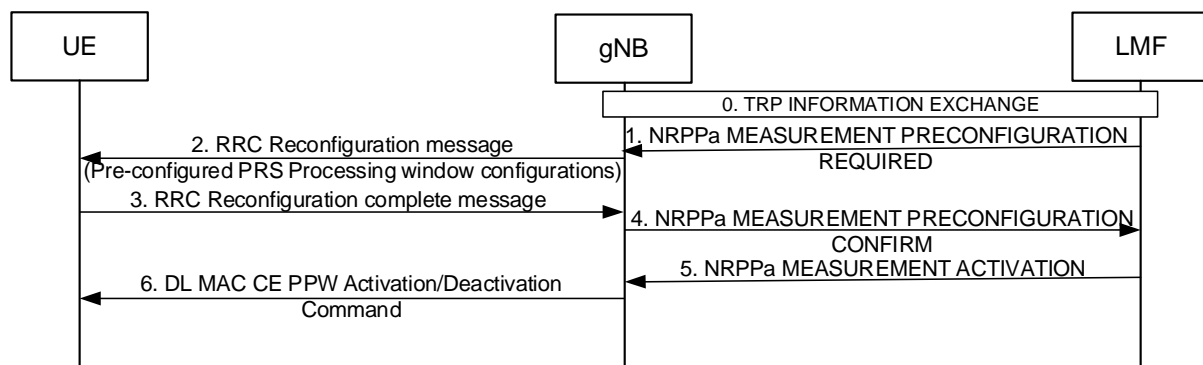 UE
gNB
LMF
0. TRP INFORMATION EXCHANGE
1. NRPPa MEASUREMENT PRECONFIGURATION
REQUIRED
2. RRC Reconfiguration message
(Pre-configured PRS Processing window configurations)
3. RRC Reconfiguration complete message
4. NRPPa MEASUREMENT PRECONFIGURATION
CONFIRM
5. NRPPa MEASUREMENT ACTIVATION
6. DL MAC CE PPW Activation/Deactivation
Command